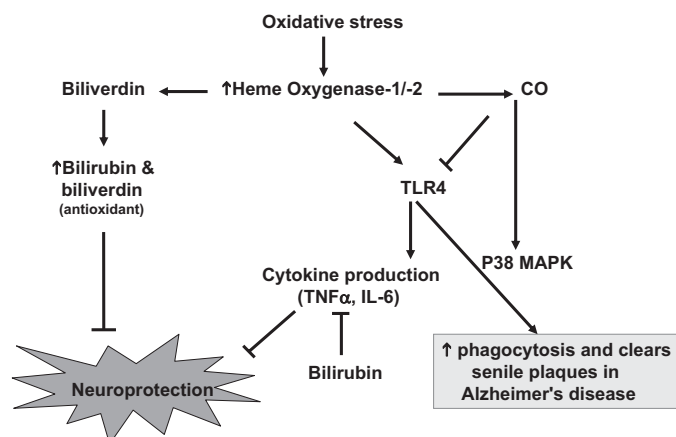 Oxidative stress
Biliverdin
↑Heme Oxygenase-1/-2
CO
↑Bilirubin &
biliverdin
(antioxidant)
TLR4
P38 MAPK
Cytokine production
(TNFα, IL-6)
Bilirubin
Neuroprotection
↑ phagocytosis and clears
senile plaques in
Alzheimer's disease